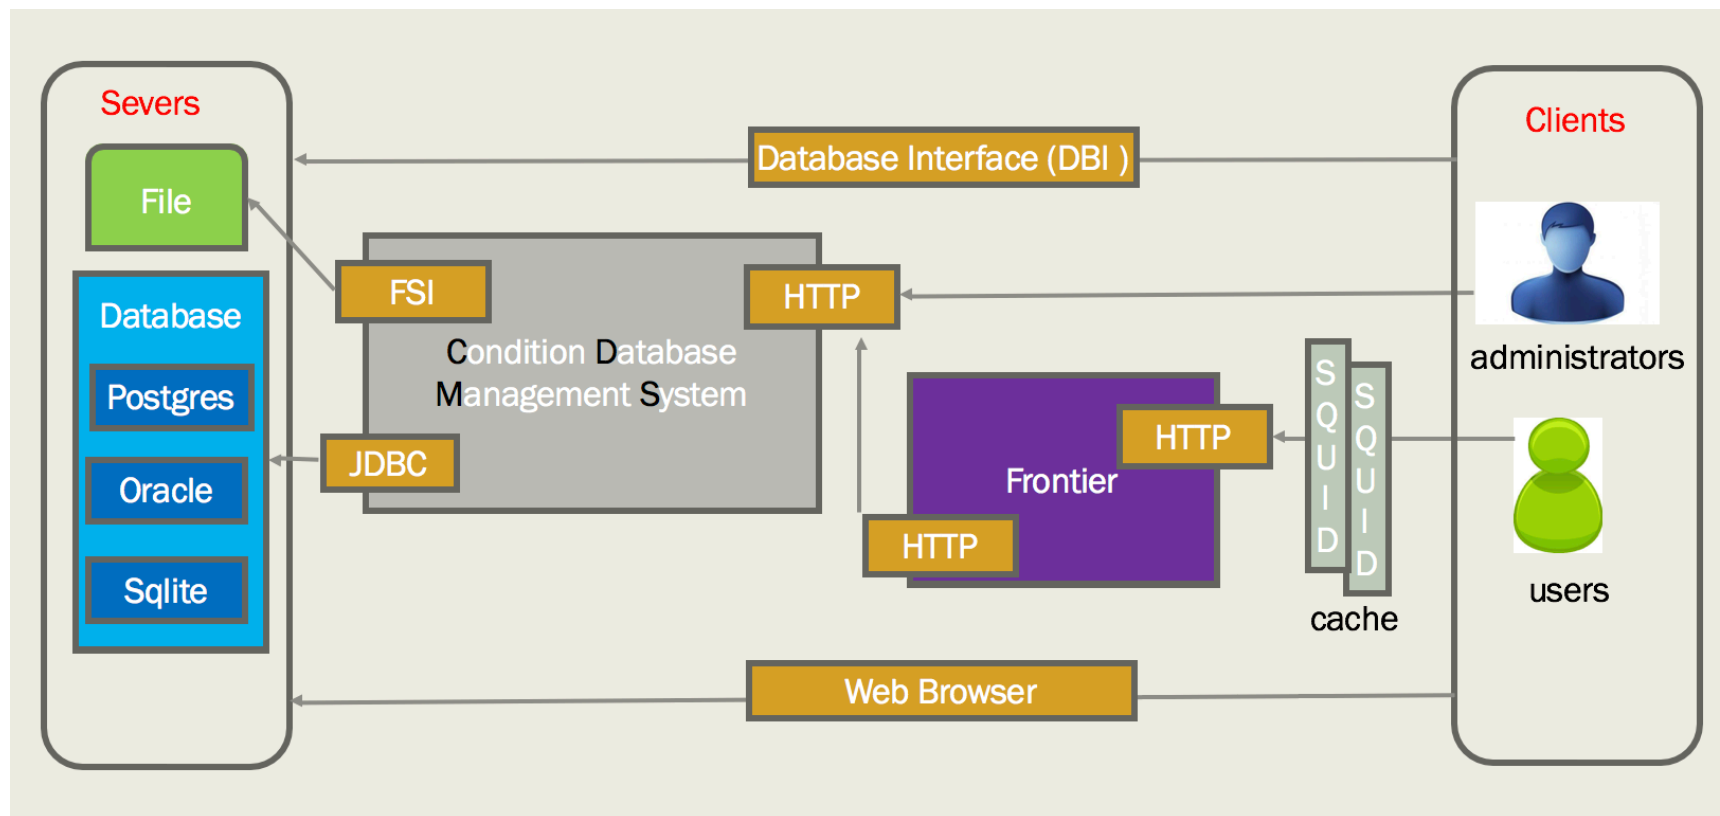 Severs
Clients
File
Database Interface (DBI )
FSI
HTTP
Database
Condition Database
Management System
administrators
Postgres
JDBC
HTTP
SQUID
SQUID
Frontier
Oracle
HTTP
Sqlite
users
cache
Web Browser